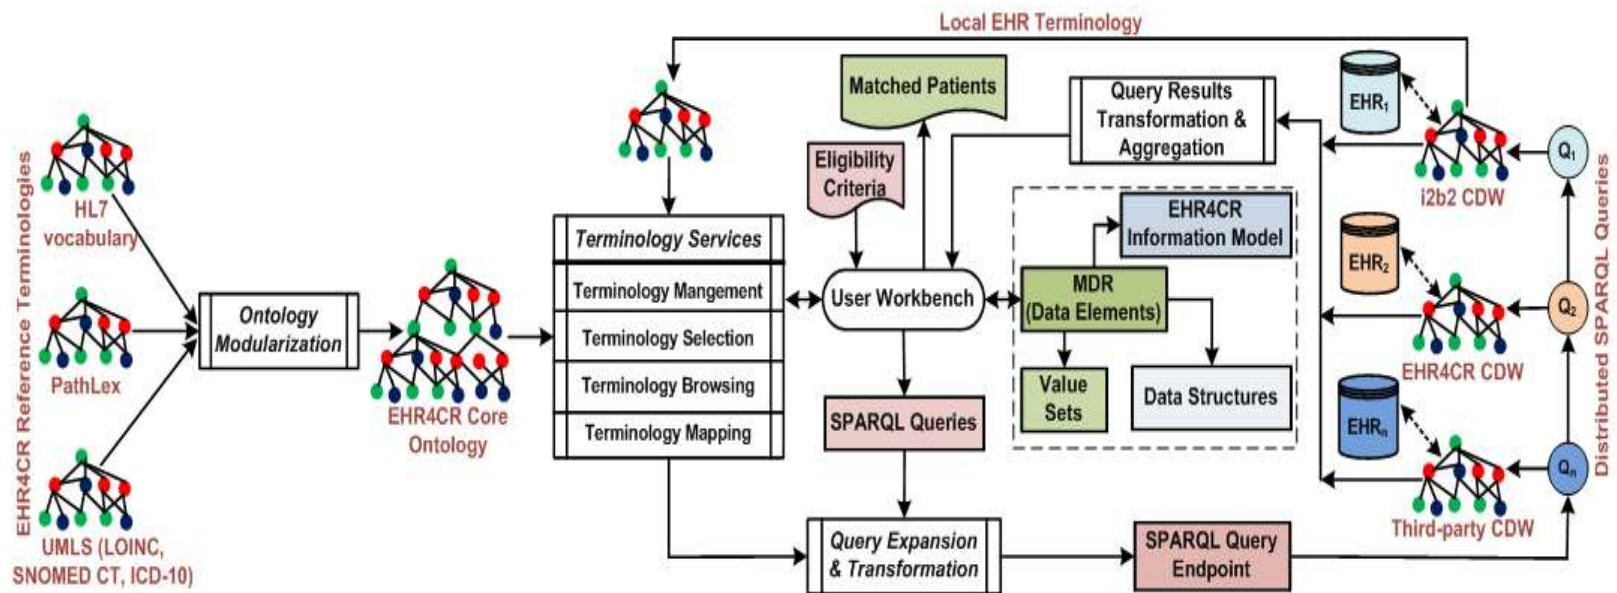 Local EHR Terminology
EHR4CR Reference Terminologies
HL7
vocabulary
PathLex
UMLS (LOINC,
SNOMED CT, ICD-10)
Ontology
Modularization
EHR4CR Core
Ontology
Terminology Services
Terminology Mangement
Terminology Selection
Terminology Browsing
Terminology Mapping
Matched Patients
Eligibility
Criteria
User Workbench
SPARQL Queries
Query Expansion
& Transformation
Query Results
Transformation &
Aggregation
EHR4CR
Information Model
MDR
(Data Elements)
Value
Sets
Data Structures
SPARQL Query
Endpoint
EHR1
i2b2 CDW
Q1
EHR2
EHR4CR CDW
Q2
EHRn
Third-party CDW
Qn
Distributed SPARQL Queries